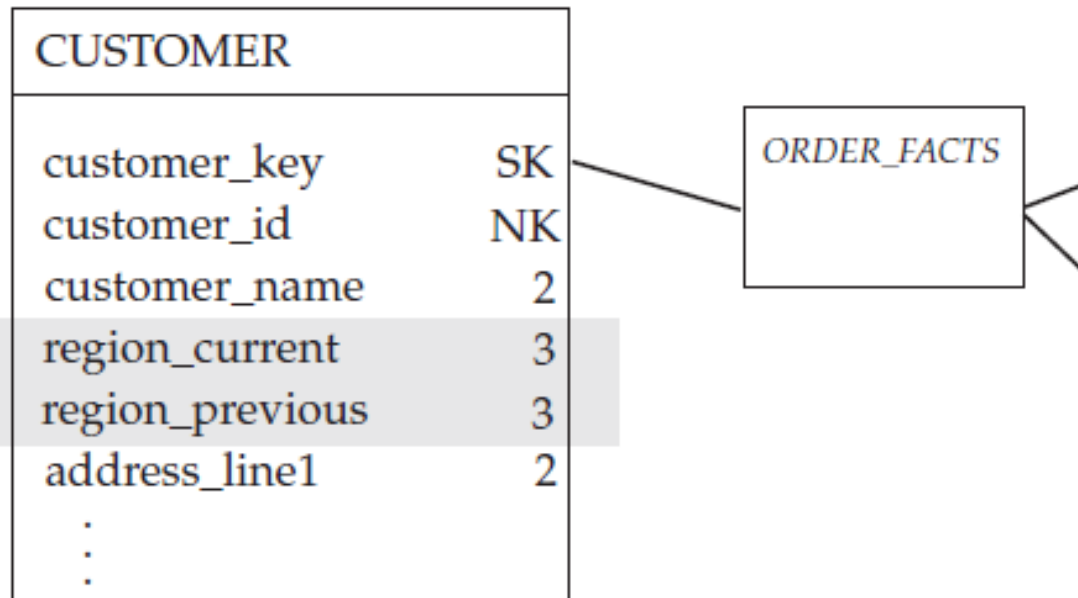 CUSTOMER
customer_key SK
customer_id NK
customer_name 2
region_current 3
region_previous 3
address_line1 2
.
.
.
ORDER_FACTS